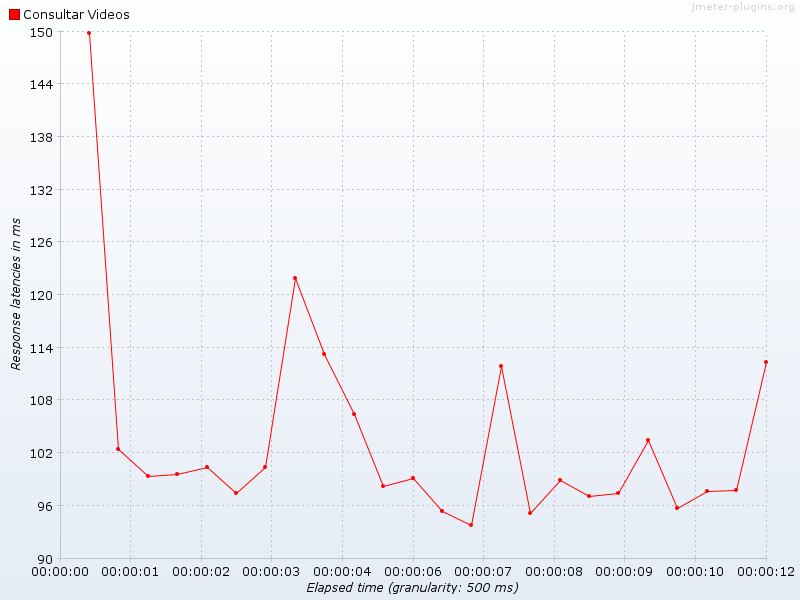 jmeter-plugins.org
Consultar Videos
150
144
138
132
126
120
114
108
102
96
90
Response latencies in ms
00:00:00 00:00:01 00:00:02 00:00:03 00:00:04 00:00:06 00:00:07 00:00:08 00:00:09 00:00:10 00:00:12
Elapsed time (granularity: 500 ms)